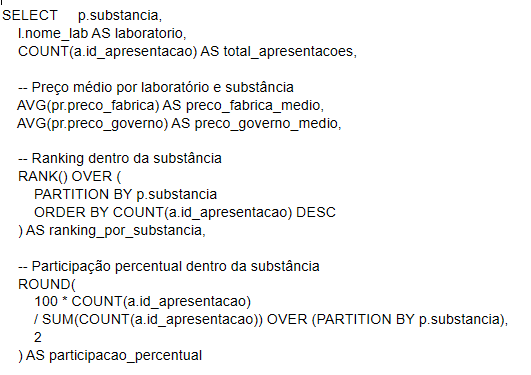 SELECT p.substancia,
l.nome_lab AS laboratorio,
COUNT(a.id_apresentacao) AS total_apresentacoes,
-- Preço médio por laboratório e substância
AVG(pr.preco_fabrica) AS preco_fabrica_medio,
AVG(pr.preco_governo) AS preco_governo_medio,
-- Ranking dentro da substância
RANK() OVER (
PARTITION BY p.substancia
ORDER BY COUNT(a.id_apresentacao) DESC
) AS ranking_por_substancia,
-- Participação percentual dentro da substância
ROUND(
100 * COUNT(a.id_apresentacao)
/ SUM(COUNT(a.id_apresentacao)) OVER (PARTITION BY p.substancia),
2
) AS participacao_percentual